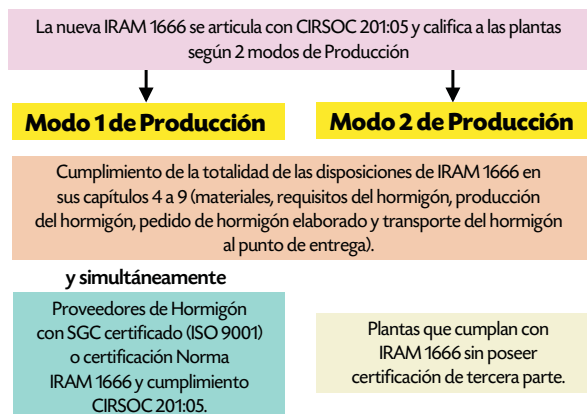 La nueva IRAM 1666 se articula con CIRSOC 201:05 y califica a las plantas
según 2 modos de Producción
Modo 1 de Producción
Modo 2 de Producción
Cumplimiento de la totalidad de las disposiciones de IRAM 1666 en
sus capítulos 4 a 9 (materiales, requisitos del hormigón, producción
del hormigón, pedido de hormigón elaborado y transporte del hormigón
al punto de entrega).
y simultáneamente
Proveedores de Hormigón
con SGC certificado (ISO 9001)
o certificación Norma
IRAM 1666 y cumplimiento
CIRSOC 201:05.
Plantas que cumplan con
IRAM 1666 sin poseer
certificación de tercera parte.